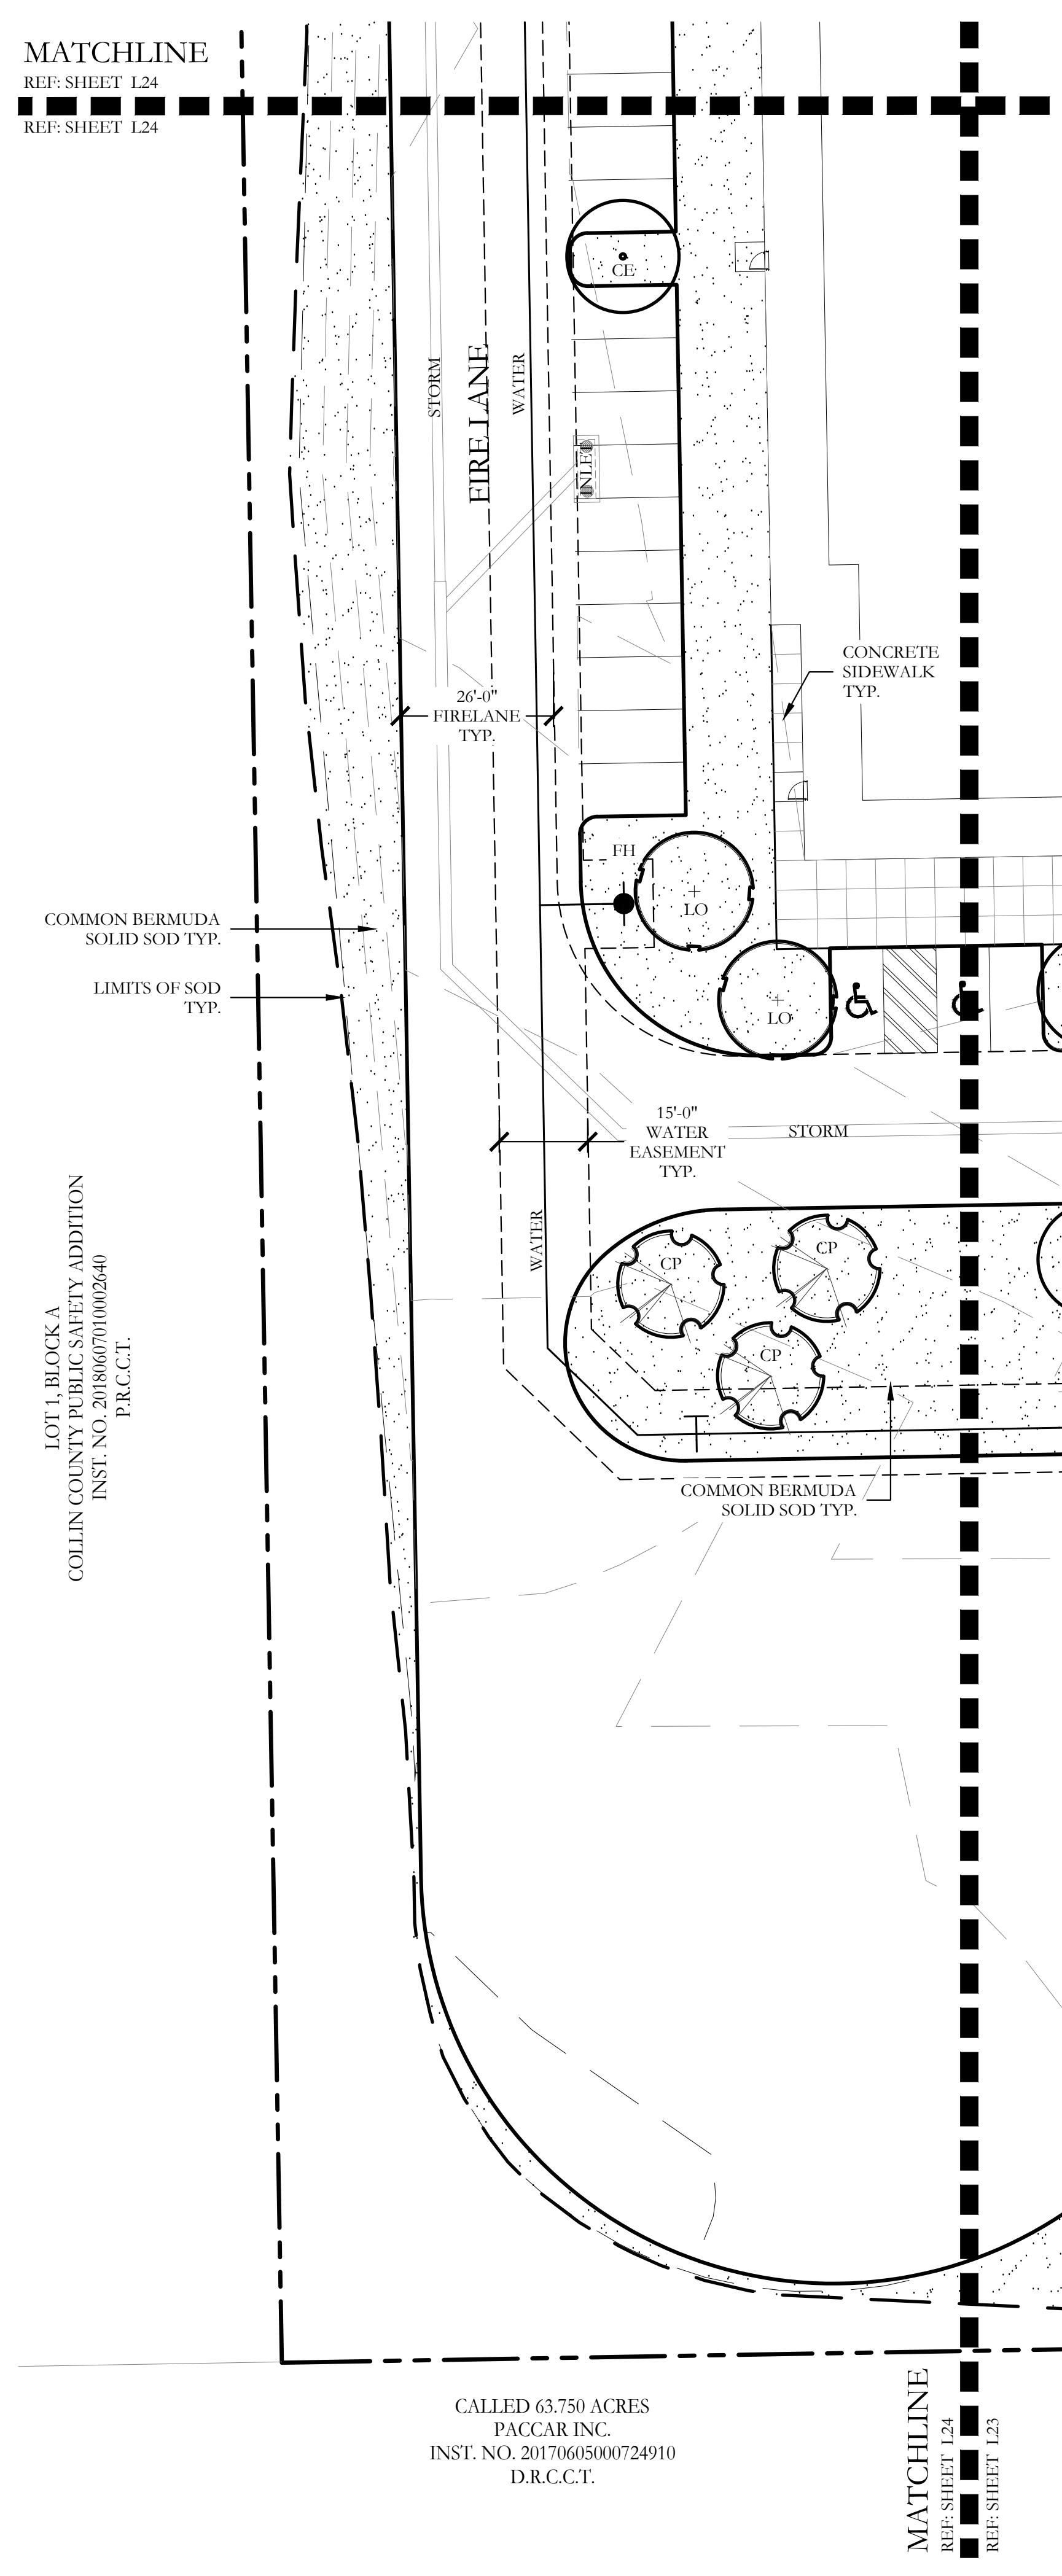 MATCHLINE
REF: SHEET L24
REF: SHEET L24
CE
STORM
FIRE LANE
WATER
INLET
CONCRETE
SIDEWALK
TYP.
26'-0"
FIRELANE
TYP.
FH
LO
COMMON BERMUDA
SOLID SOD TYP.
LIMITS OF SOD
TYP.
LO
15'-0"
WATER
EASEMENT
TYP.
STORM
WATER
CP
CP
CP
LOT 1, BLOCK A
COLLIN COUNTY PUBLIC SAFETY ADDITION
INST. NO. 20180607010002640
P.R.C.C.T.
COMMON BERMUDA
SOLID SOD TYP.
CALLED 63.750 ACRES
PACCAR INC.
INST. NO. 20170605000724910
D.R.C.C.T.
MATCHLINE
REF: SHEET L24
REF: SHEET L23